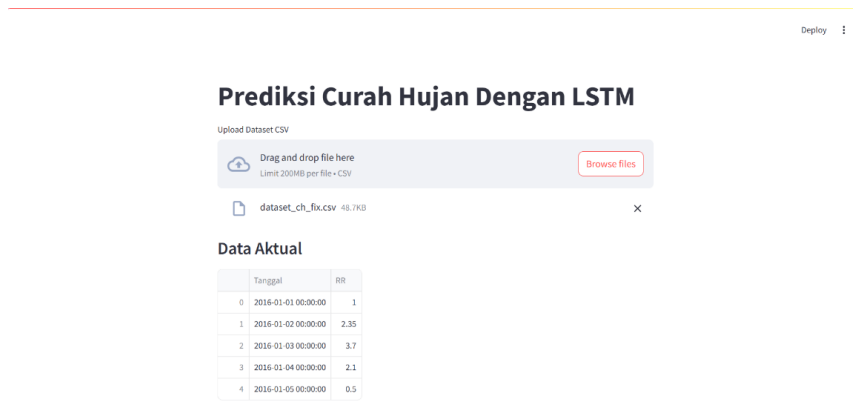 Deploy
Prediksi Curah Hujan Dengan LSTM
Upload Dataset CSV
Drag and drop file here
Limit 200MB per file • CSV
Browse files
dataset_ch_fix.csv 48.7KB
Data Aktual
Tanggal RR
0 2016-01-01 00:00:00 1
1 2016-01-02 00:00:00 2.35
2 2016-01-03 00:00:00 3.7
3 2016-01-04 00:00:00 2.1
4 2016-01-05 00:00:00 0.5